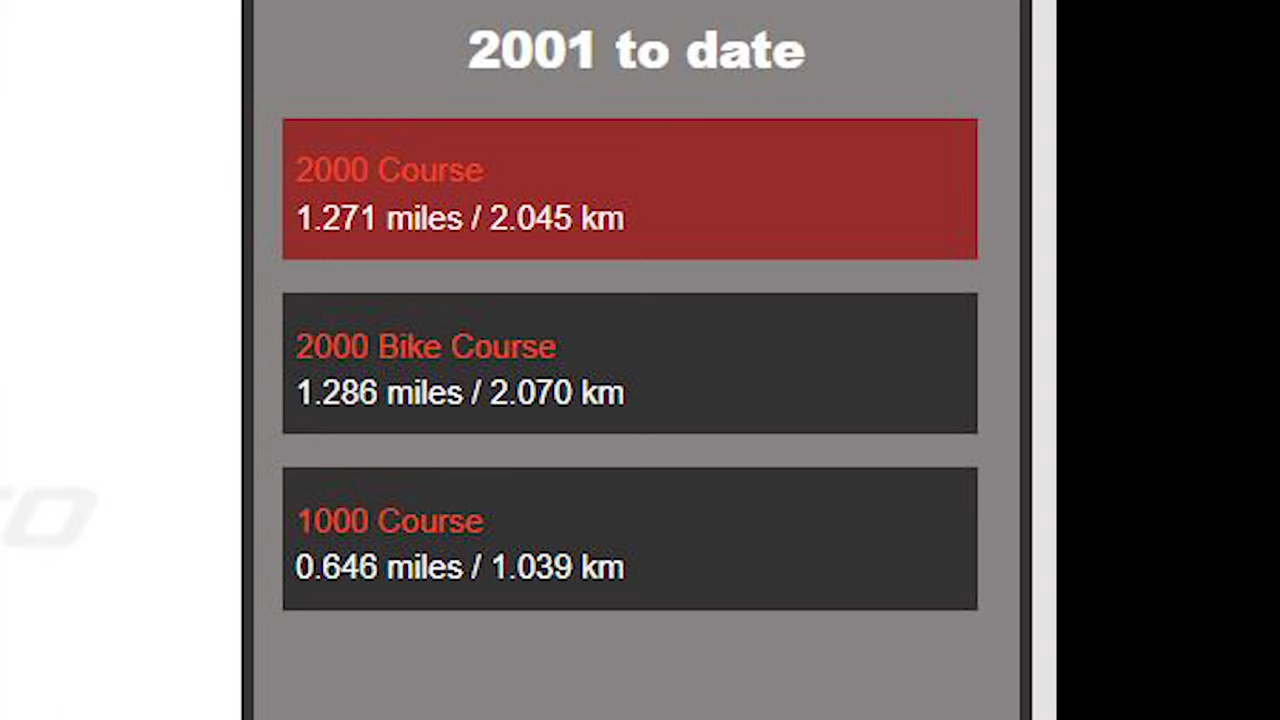 2001 to date
2000 Course
1.271 miles / 2.045 km
2000 Bike Course
1.286 miles / 2.070 km
1000 Course
0.646 miles / 1.039 km